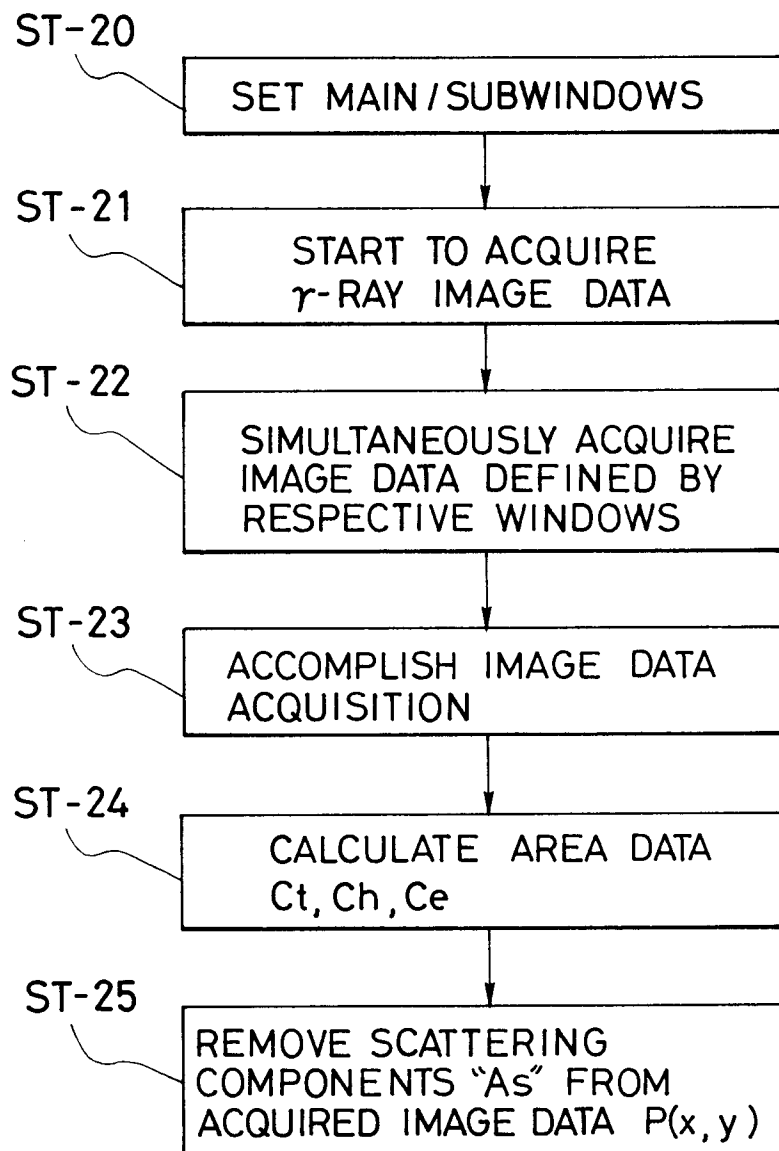 ST-20
SET MAIN/SUBWINDOWS
ST-21
START TO ACQUIRE
γ-RAY IMAGE DATA
ST-22
SIMULTANEOUSLY ACQUIRE
IMAGE DATA DEFINED BY
RESPECTIVE WINDOWS
ST-23
ACCOMPLISH IMAGE DATA
ACQUISITION
ST-24
CALCULATE AREA DATA
Ct, Ch, Ce
ST-25
REMOVE SCATTERING
COMPONENTS "As" FROM
ACQUIRED IMAGE DATA P(x, y)